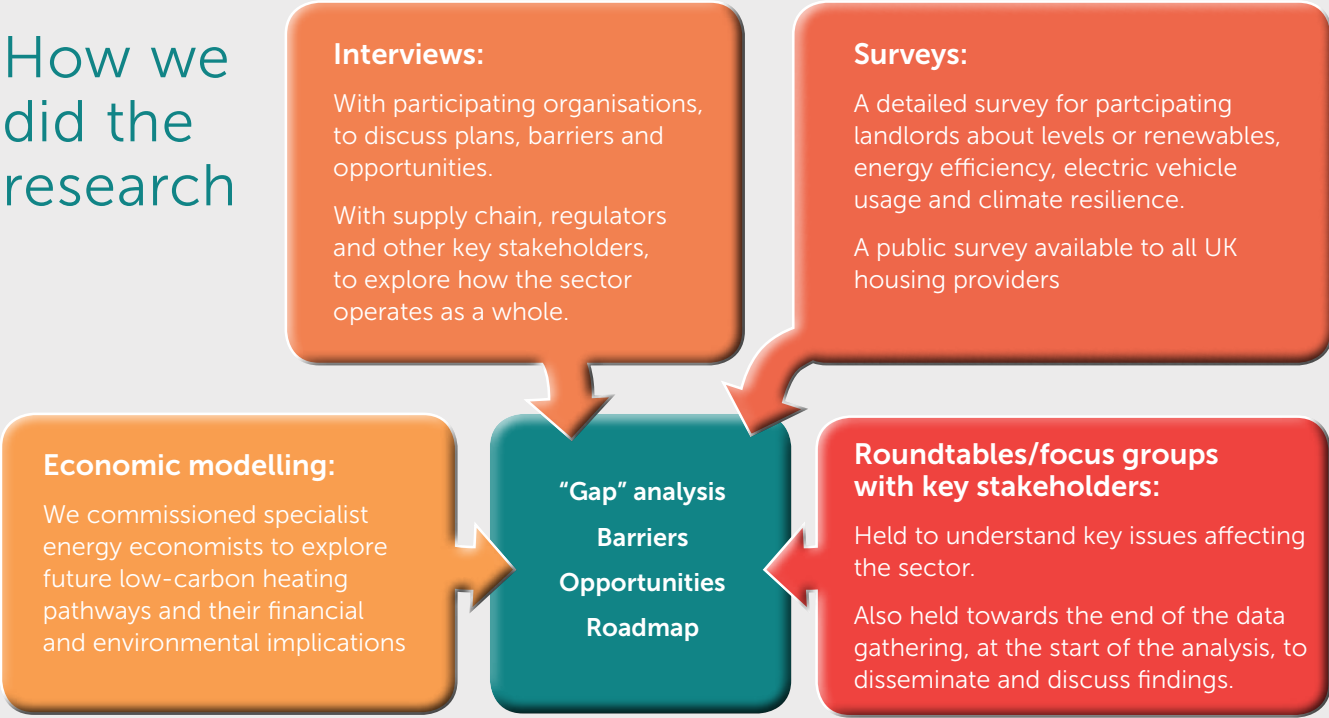 How we
did the
research
Interviews:
With participating organisations,
to discuss plans, barriers and
opportunities.
With supply chain, regulators
and other key stakeholders,
to explore how the sector
operates as a whole.
Surveys:
A detailed survey for partcipating
landlords about levels or renewables,
energy efficiency, electric vehicle
usage and climate resilience.
A public survey available to all UK
housing providers
Economic modelling:
We commissioned specialist
energy economists to explore
future low-carbon heating
pathways and their financial
and environmental implications
“Gap” analysis
Barriers
Opportunities
Roadmap
Roundtables/focus groups
with key stakeholders:
Held to understand key issues affecting
the sector.
Also held towards the end of the data
gathering, at the start of the analysis, to
disseminate and discuss findings.